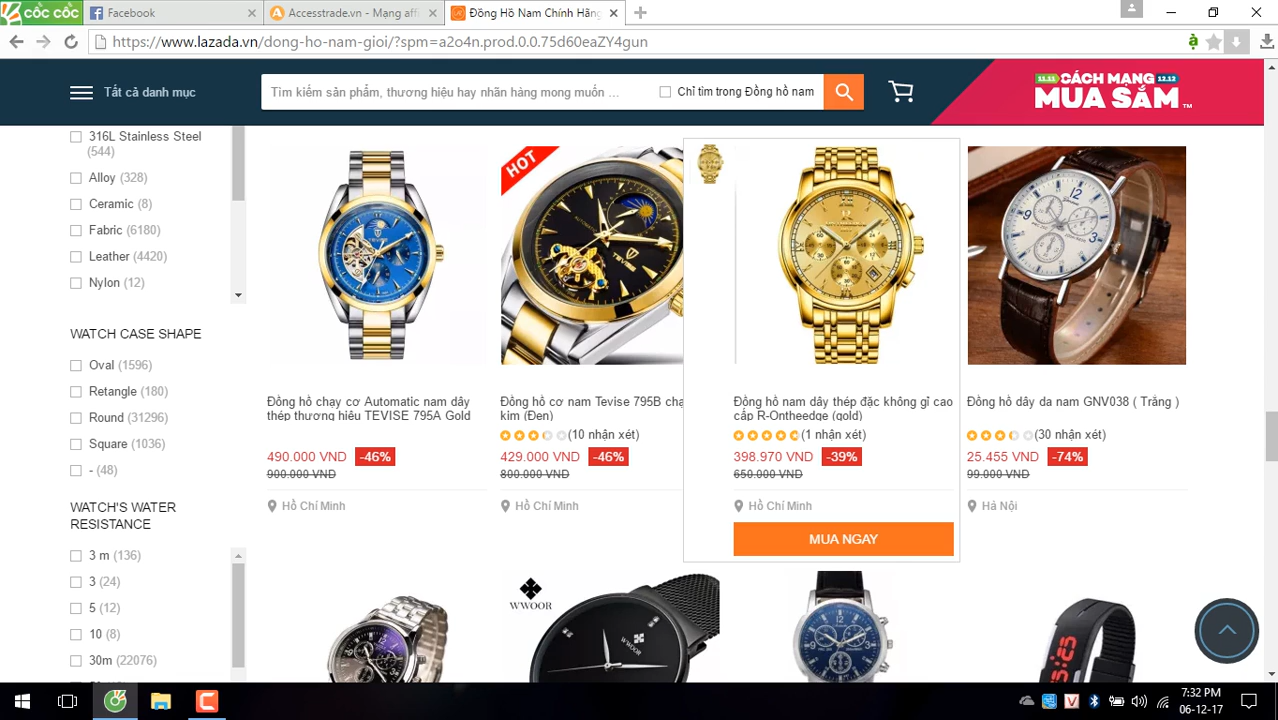 CỐC CỐC
Facebook
Accesstrade.vn - Mạng aff
Đồng Hồ Nam Chính Hãng
https://www.lazada.vn/dong-ho-nam-gioi/?spm=a2o4n.prod.0.0.75d60eaZY4gun
Tất cả danh mục
Tìm kiếm sản phẩm, thương hiệu hay nhãn hàng mong muốn ...
Chỉ tìm trong Đồng hồ nam
11.11 CÁCH MẠNG 12.12
MUA SẮM ™
316L Stainless Steel
(544)
Alloy (328)
Ceramic (8)
Fabric (6180)
Leather (4420)
Nylon (12)
WATCH CASE SHAPE
Oval (1596)
Retangle (180)
Round (31296)
Square (1036)
- (48)
WATCH'S WATER
RESISTANCE
3 m (136)
3 (24)
5 (12)
10 (8)
30m (22076)
TEVISE
Đồng hồ chạy cơ Automatic nam dây
thép thương hiệu TEVISE 795A Gold
490.000 VND -46%
900.000 VND
Hồ Chí Minh
HOT
TEVISE
Đồng hồ cơ nam Tevise 795B chạ
kim (Đen)
(10 nhận xét)
429.000 VND -46%
800.000 VND
Hồ Chí Minh
Đồng hồ nam dây thép đặc không gỉ cao
cấp R-Ontheedge (gold)
(1 nhận xét)
398.970 VND -39%
650.000 VND
Hồ Chí Minh
MUA NGAY
Đồng hồ dây da nam GNV038 ( Trắng )
(30 nhận xét)
25.455 VND -74%
99.000 VND
Hà Nội
WWOOR
WWOOR
7:32 PM
06-12-17